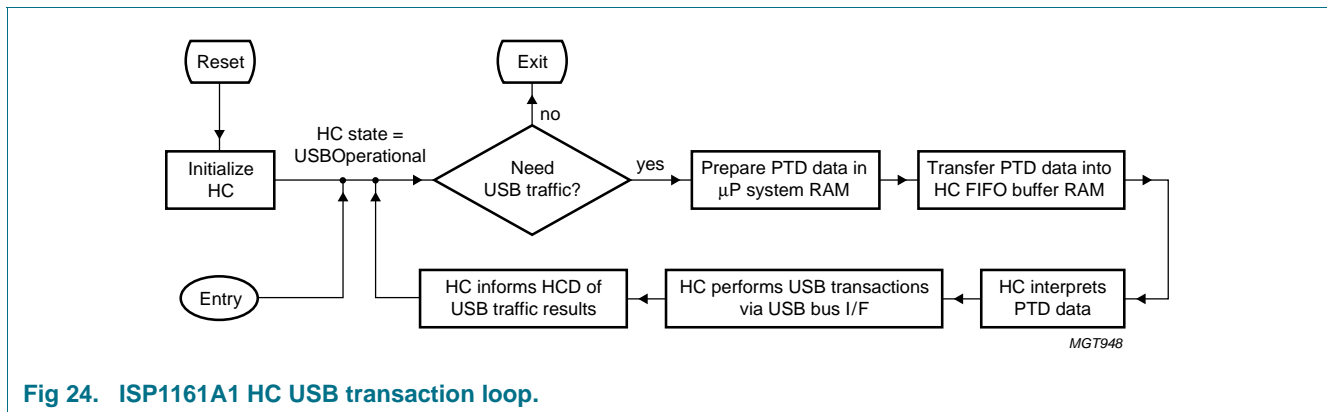 Reset
Exit
no
HC state =
USBOperational
Initialize
HC
Need
USB traffic?
yes
Prepare PTD data in
μP system RAM
Transfer PTD data into
HC FIFO buffer RAM
Entry
HC informs HCD of
USB traffic results
HC performs USB transactions
via USB bus I/F
HC interprets
PTD data
MGT948
Fig 24. ISP1161A1 HC USB transaction loop.